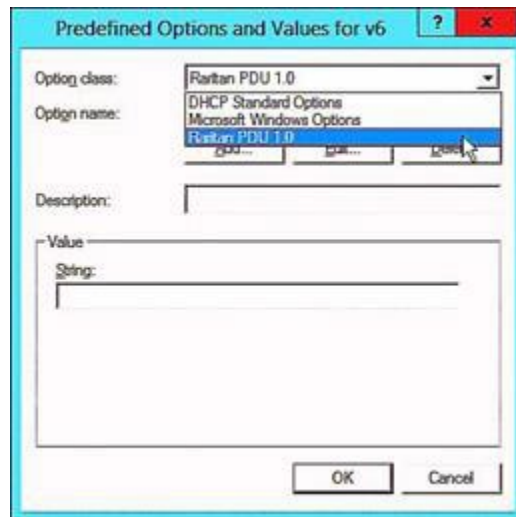 Predefined Options and Values for v6
? x
Option class:
Raritan PDU 1.0
DHCP Standard Options
Microsoft Windows Options
Raritan PDU 1.0
Option name:
Description:
Value
String:
OK
Cancel